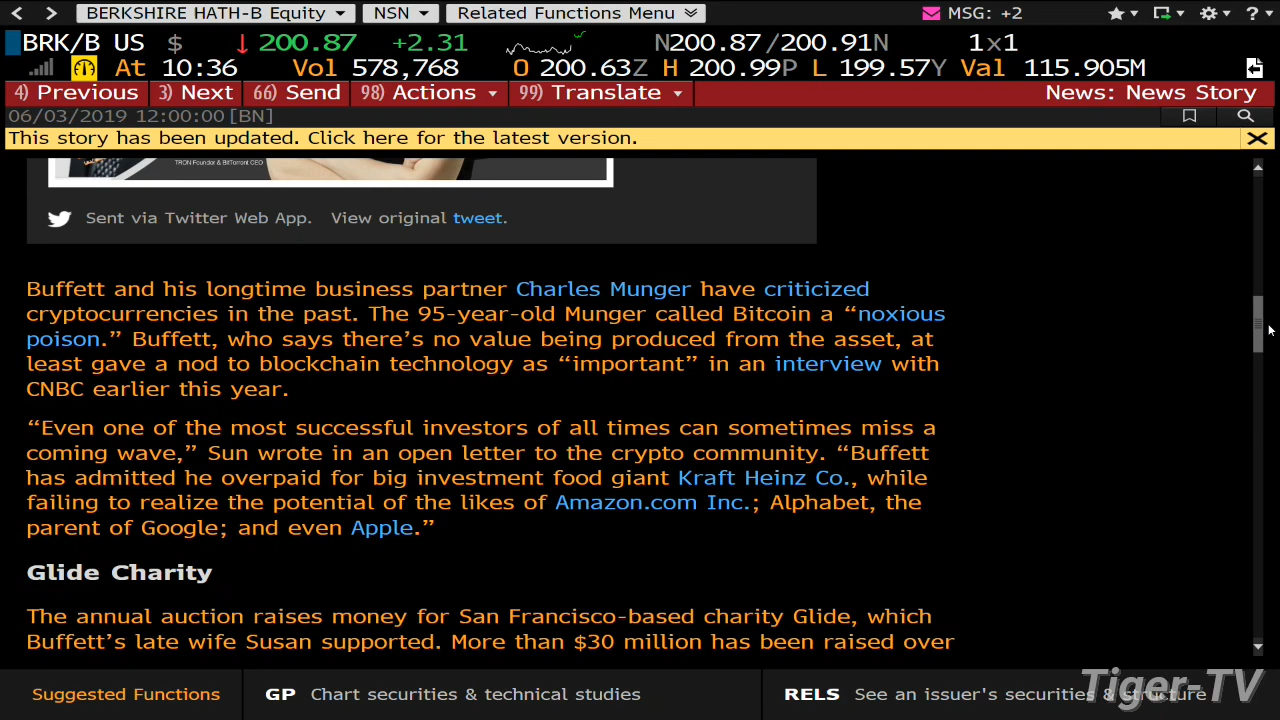 BERKSHIRE HATH-B Equity NSN Related Functions Menu MSG: +2 ?
BRK/B US $ ↓ 200.87 +2.31 N200.87/200.91N 1x1
At 10:36 Vol 578,768 O 200.63Z H 200.99P L 199.57Y Val 115.905M
4) Previous 3) Next 66) Send 98) Actions 99) Translate News: News Story
06/03/2019 12:00:00 [BN]
This story has been updated. Click here for the latest version.
TRON Founder & BitTorrent CEO
Sent via Twitter Web App. View original tweet.
Buffett and his longtime business partner Charles Munger have criticized
cryptocurrencies in the past. The 95-year-old Munger called Bitcoin a “noxious
poison.” Buffett, who says there’s no value being produced from the asset, at
least gave a nod to blockchain technology as “important” in an interview with
CNBC earlier this year.
“Even one of the most successful investors of all times can sometimes miss a
coming wave,” Sun wrote in an open letter to the crypto community. “Buffett
has admitted he overpaid for big investment food giant Kraft Heinz Co., while
failing to realize the potential of the likes of Amazon.com Inc.; Alphabet, the
parent of Google; and even Apple.”
Glide Charity
The annual auction raises money for San Francisco-based charity Glide, which
Buffett’s late wife Susan supported. More than $30 million has been raised over
Suggested Functions GP Chart securities & technical studies RELS See an issuer's securities & structure
Tiger-TV